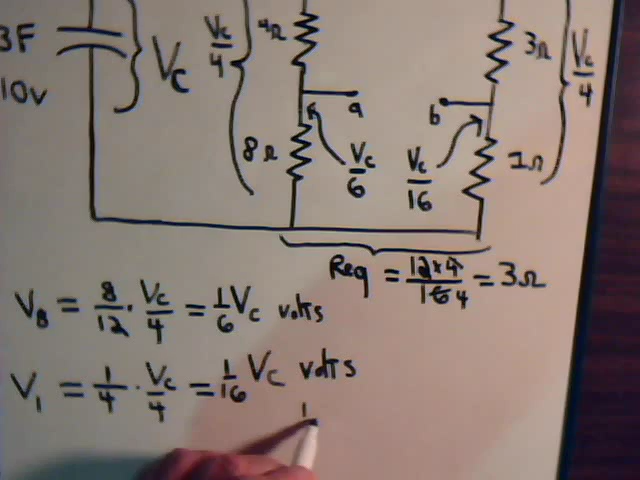 3F
10V
Vc
Vc/4
4Ω
8Ω
a
Vc/6
b
Vc/16
3Ω
1Ω
Vc/4
Req = 12×4/16 4 = 3Ω
V8 = 8/12 · Vc/4 = 1/6 Vc volts
V1 = 1/4 · Vc/4 = 1/16 Vc volts